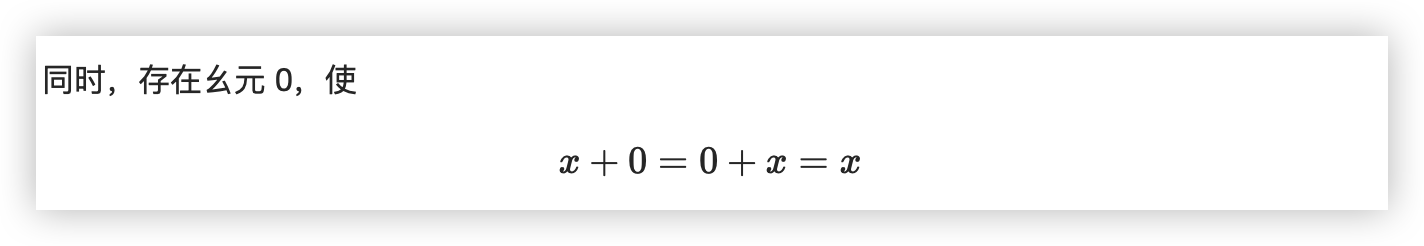 同时，存在幺元 0，使
x + 0 = 0 + x = x